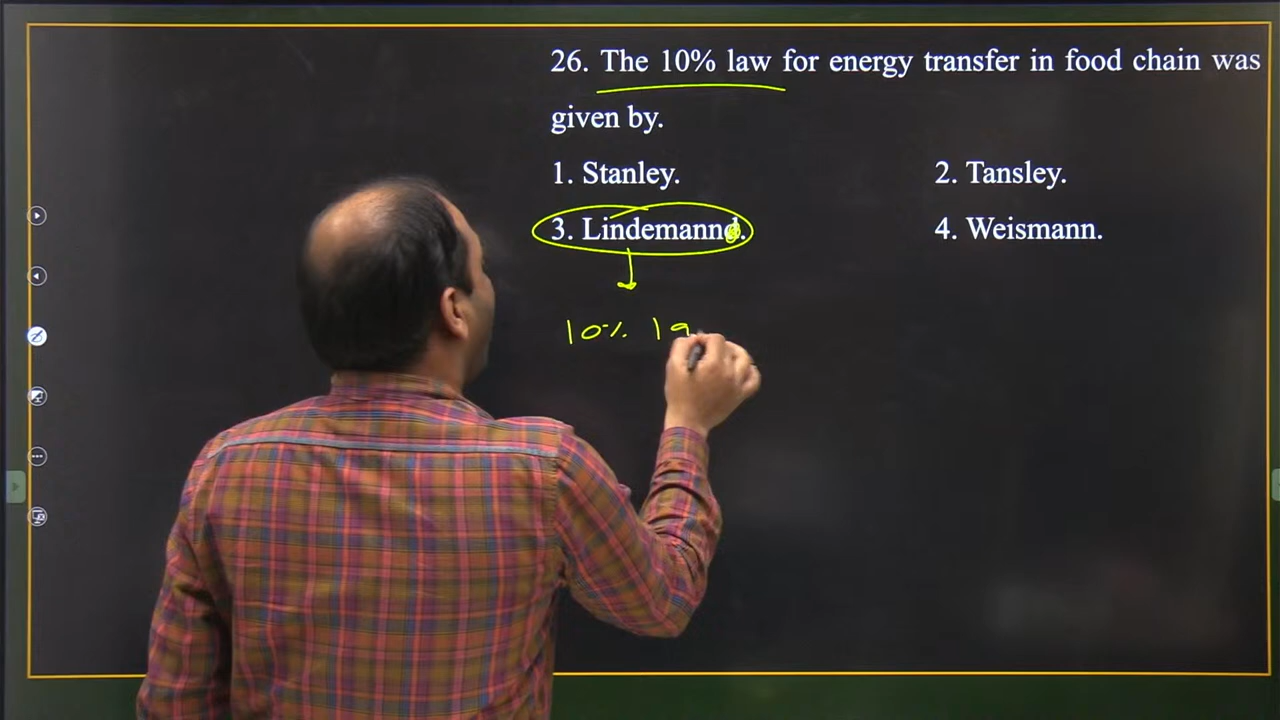 26. The 10% law for energy transfer in food chain was
given by.
1. Stanley. 2. Tansley.
3. Lindemann. 4. Weismann.
10% la